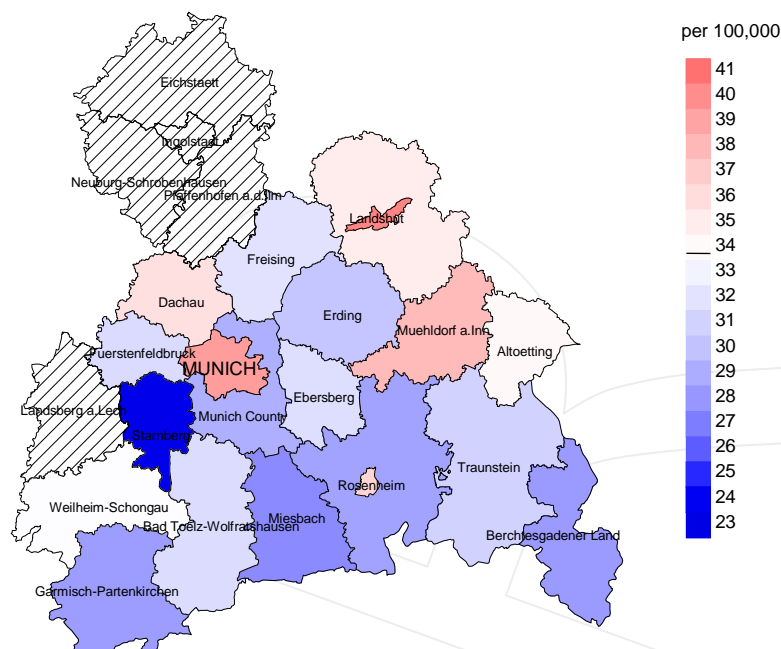 per 100,000
41
40
39
38
37
36
35
34
33
32
31
30
29
28
27
26
25
24
23
Eichstaett
Ingolstadt
Neuburg-Schrobenhausen
Pfaffenhofen a.d.Ilm
Landshut
Freising
Dachau
Erding
Muehldorf a.Inn
Altoetting
Fuerstenfeldbruck
MUNICH
Ebersberg
Landsberg a.Lech
Munich County
Starnberg
Traunstein
Rosenheim
Weilheim-Schongau
Bad Toelz-Wolfratshausen
Miesbach
Berchtesgadener Land
Garmisch-Partenkirchen